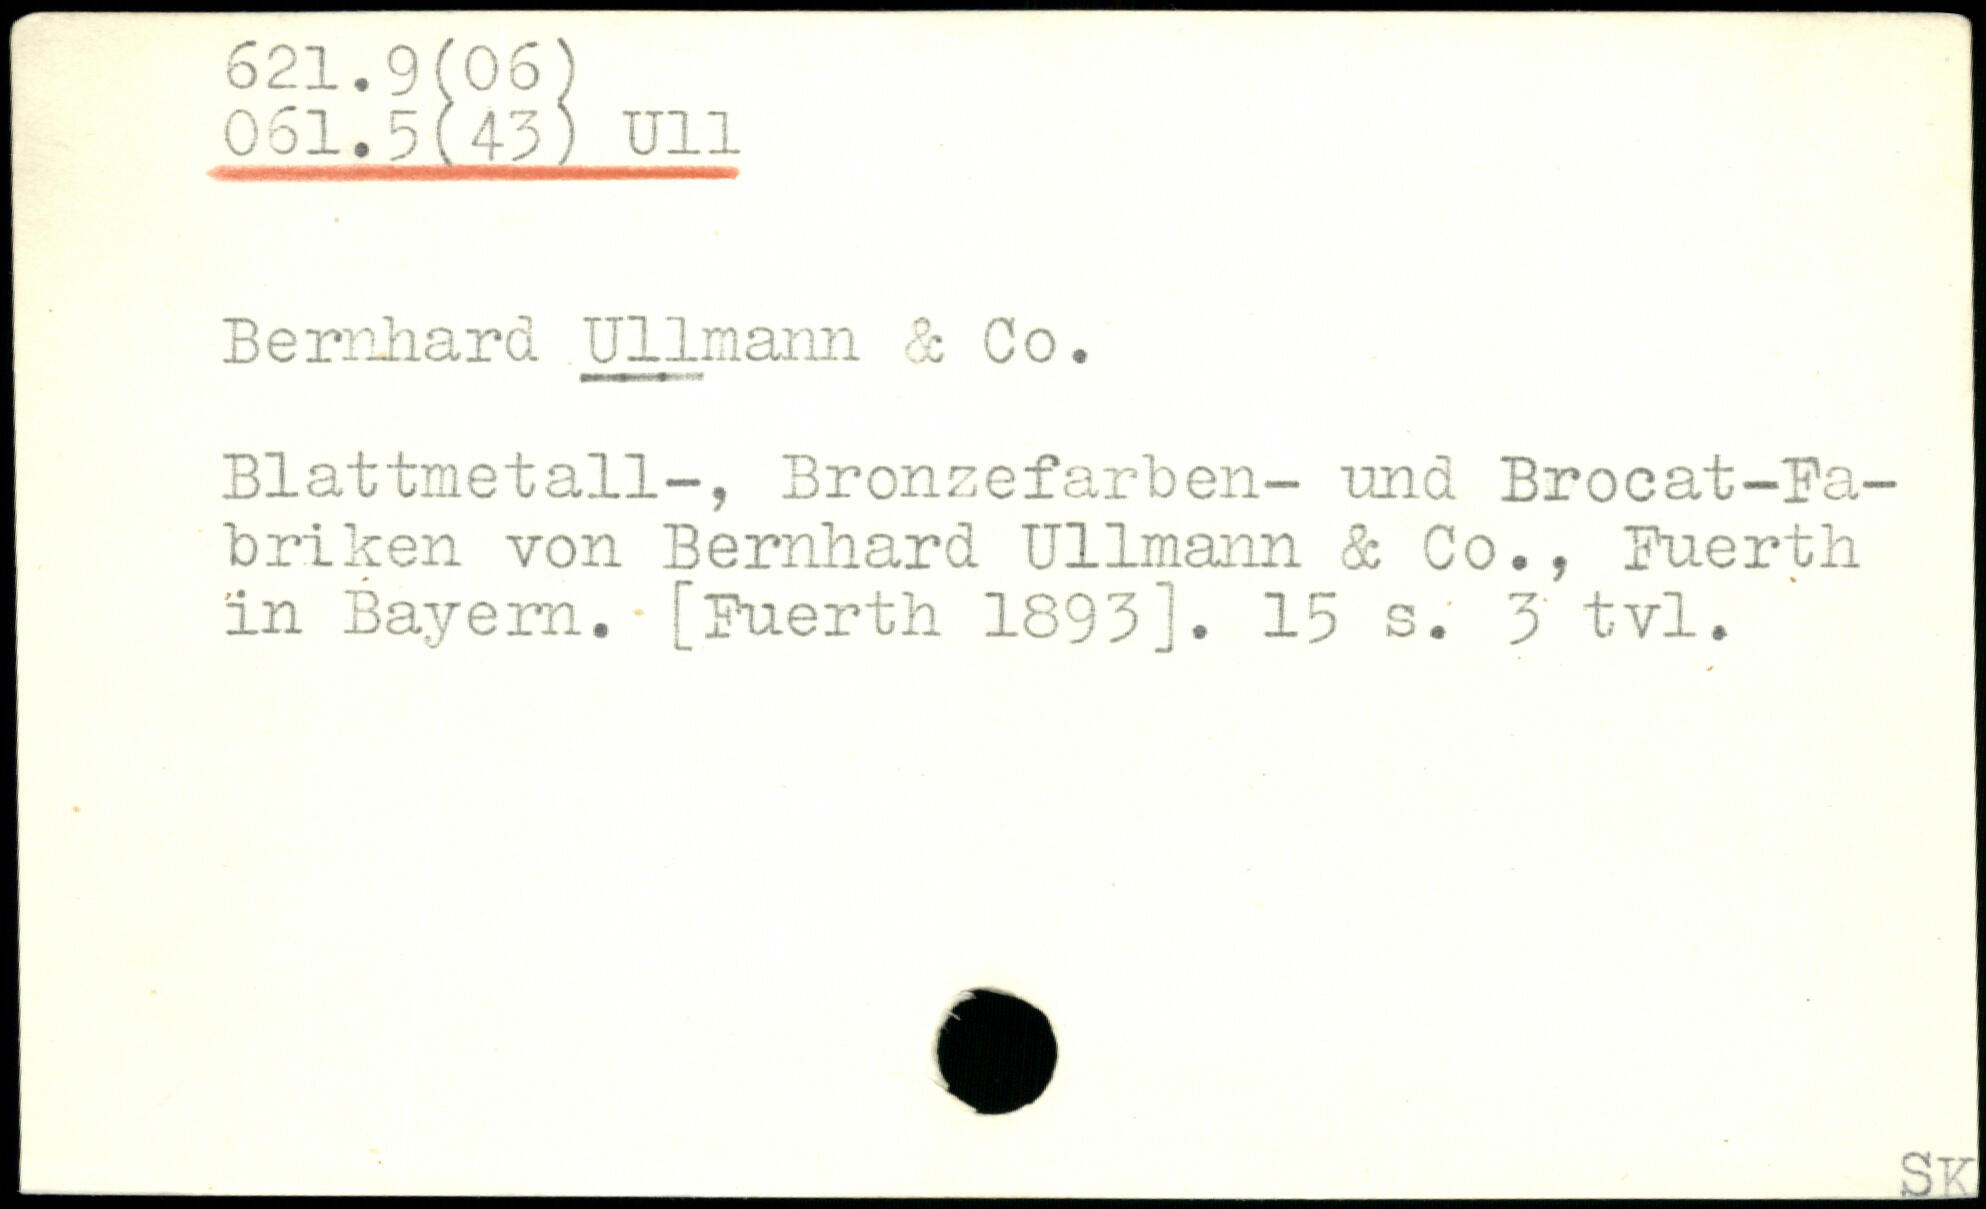 621.9(06)
061.5(43) Ull
Bernhard Ullmann & Co.
Blattmetall-, Bronzefarben- und Brocat-Fa-
briken von Bernhard Ullmann & Co., Fuerth
in Bayern. [Fuerth 1893]. 15 s. 3 tvl.
SK